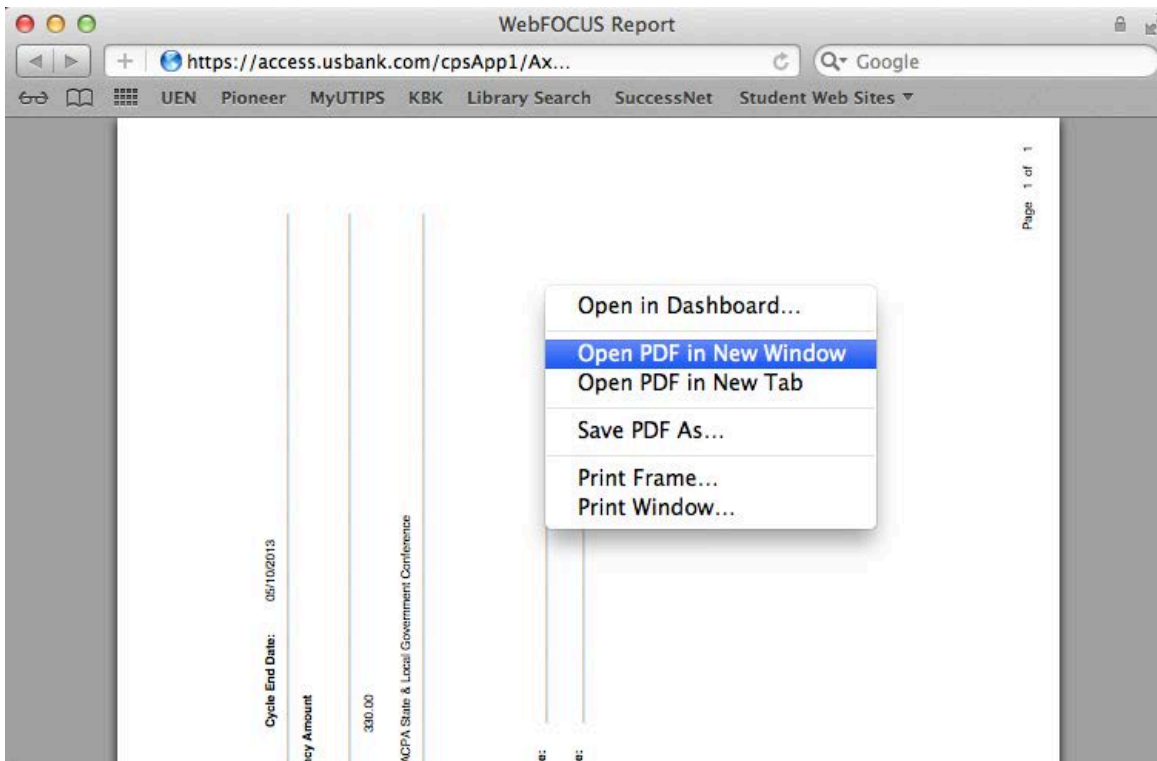 WebFOCUS Report
https://access.usbank.com/cpsApp1/Ax...
Google
UEN Pioneer MyUTIPS KBK Library Search SuccessNet Student Web Sites
Page 1 of 1
Open in Dashboard...
Open PDF in New Window
Open PDF in New Tab
Save PDF As...
Print Frame...
Print Window...
Cycle End Date: 05/10/2013
Amount
330.00
State & Local Government Conference